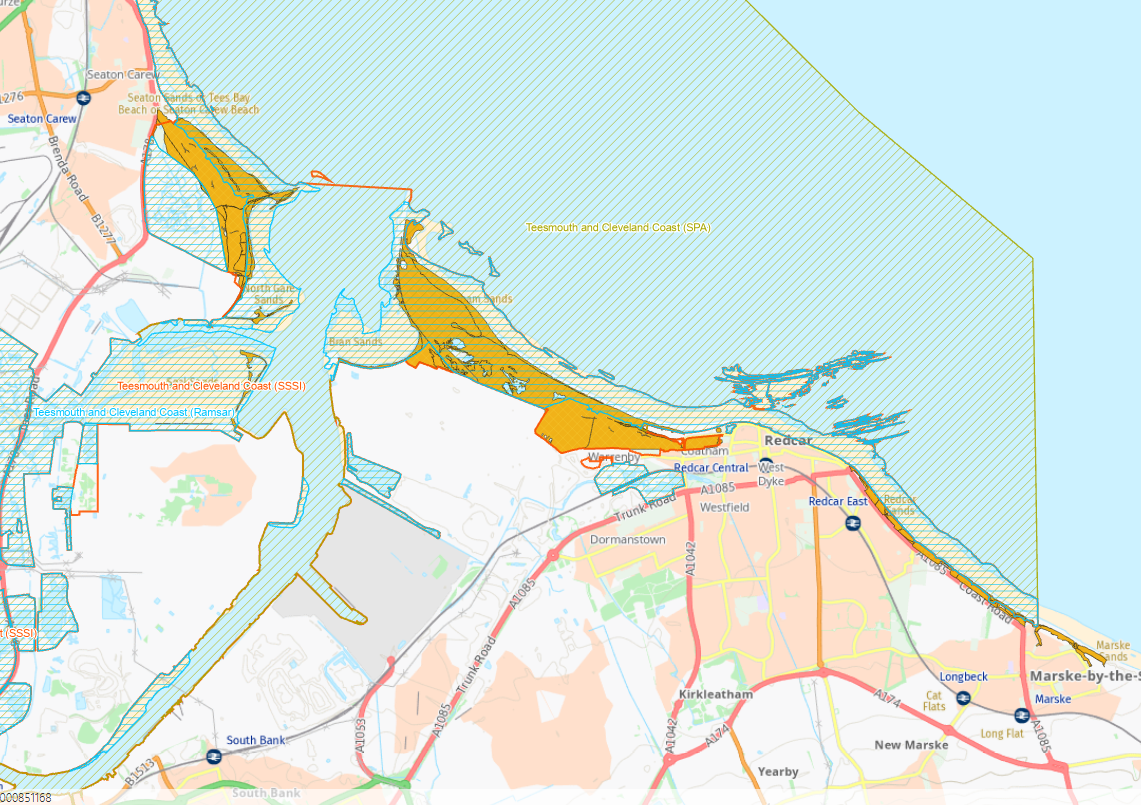 Seaton Carew
Seaton Sands or Tees Bay
Beach or Seaton Carew Beach
Seaton Carew
Brenda Road
B1277
Teesmouth and Cleveland Coast (SPA)
North Gare
Sands
Bran Sands
Teesmouth and Cleveland Coast (SSSI)
Teesmouth and Cleveland Coast (Ramsar)
Redcar
Coatham
Warrenby
Redcar Central
West
Dyke
A1085
Trunk Road
Westfield
Redcar East
Redcar
Sands
Dormanstown
A1042
A1085
Coast Road
A1085
t (SSSI)
Trunk Road
Marske
Sands
Longbeck
Marske-by-the-S
Kirkleatham
Cat
Flats
Marske
A174
A1085
A1053
A1042
A174
Long Flat
A1085
South Bank
New Marske
B1513
Yearby
South Bank
000851168